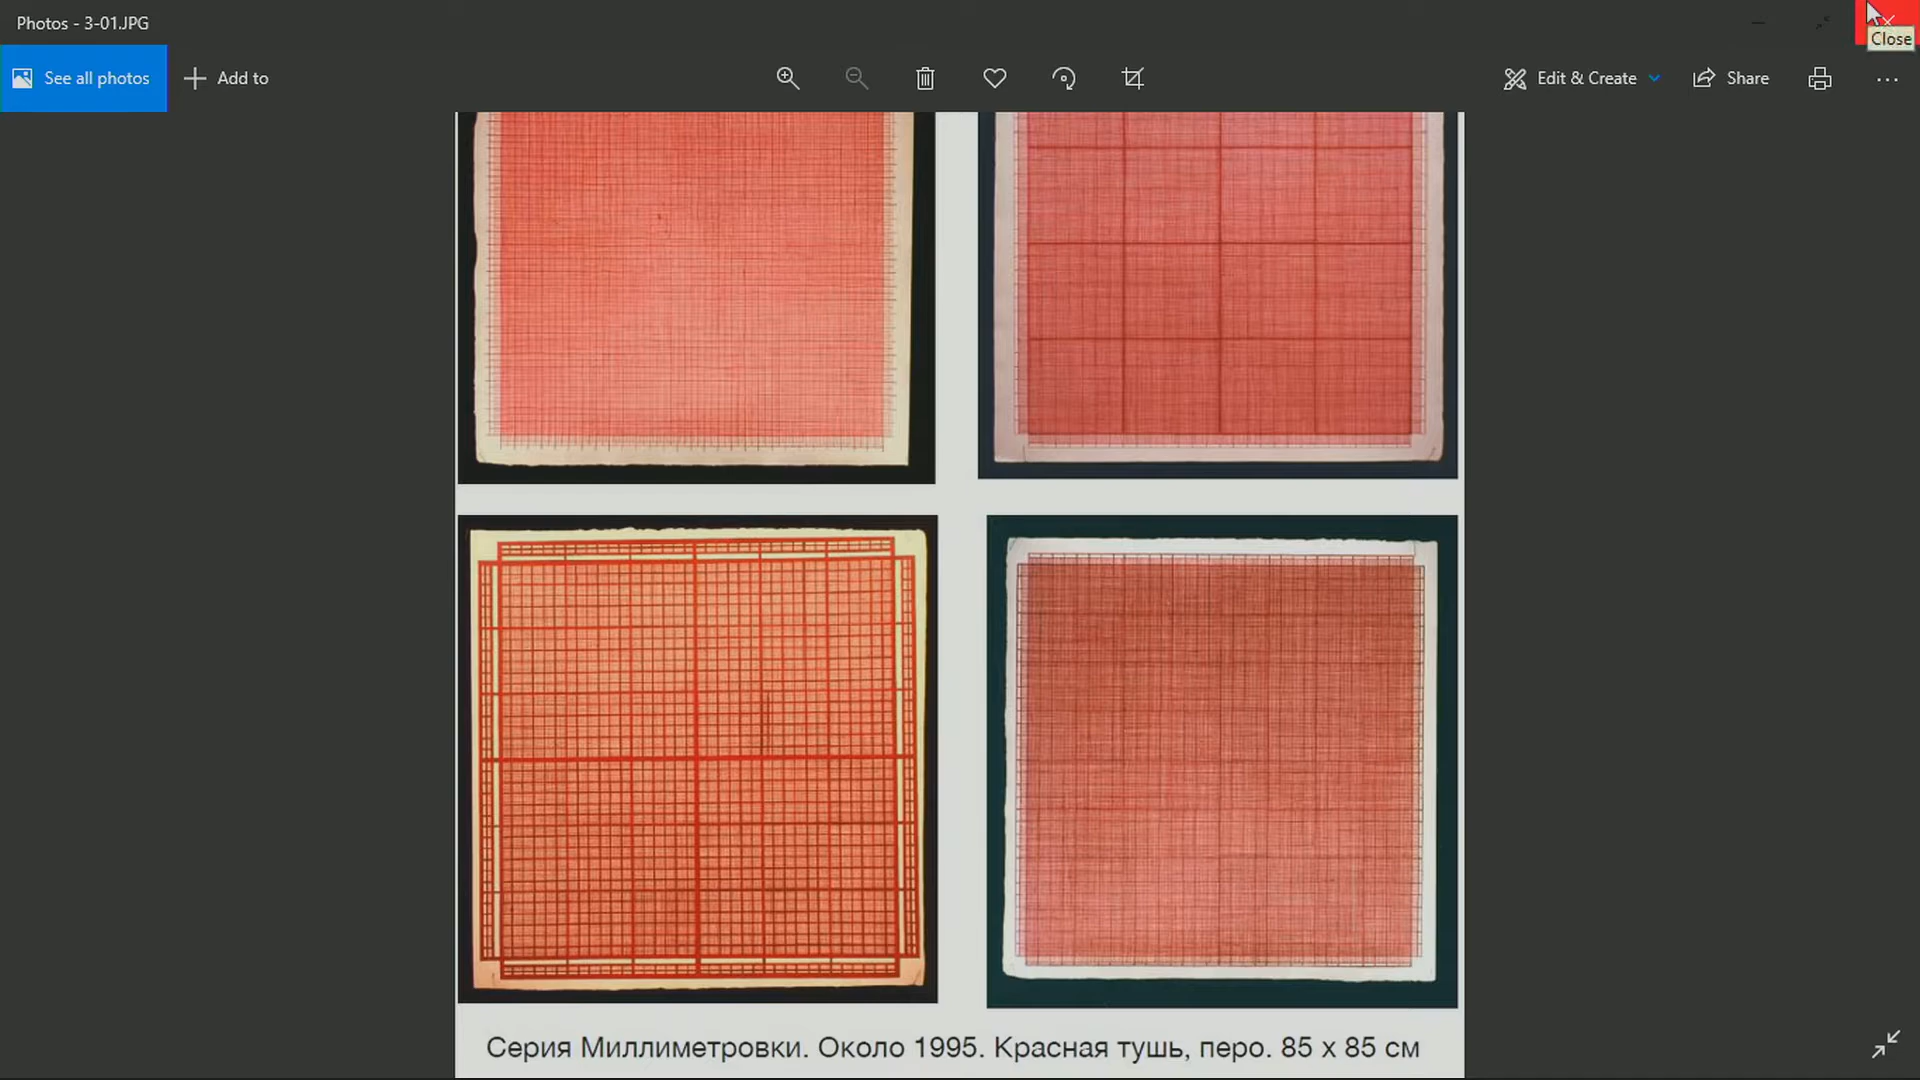 Photos - 3-01.JPG
Close
See all photos
Add to
Edit & Create
Share
Серия Миллиметровки. Около 1995. Красная тушь, перо. 85 x 85 см